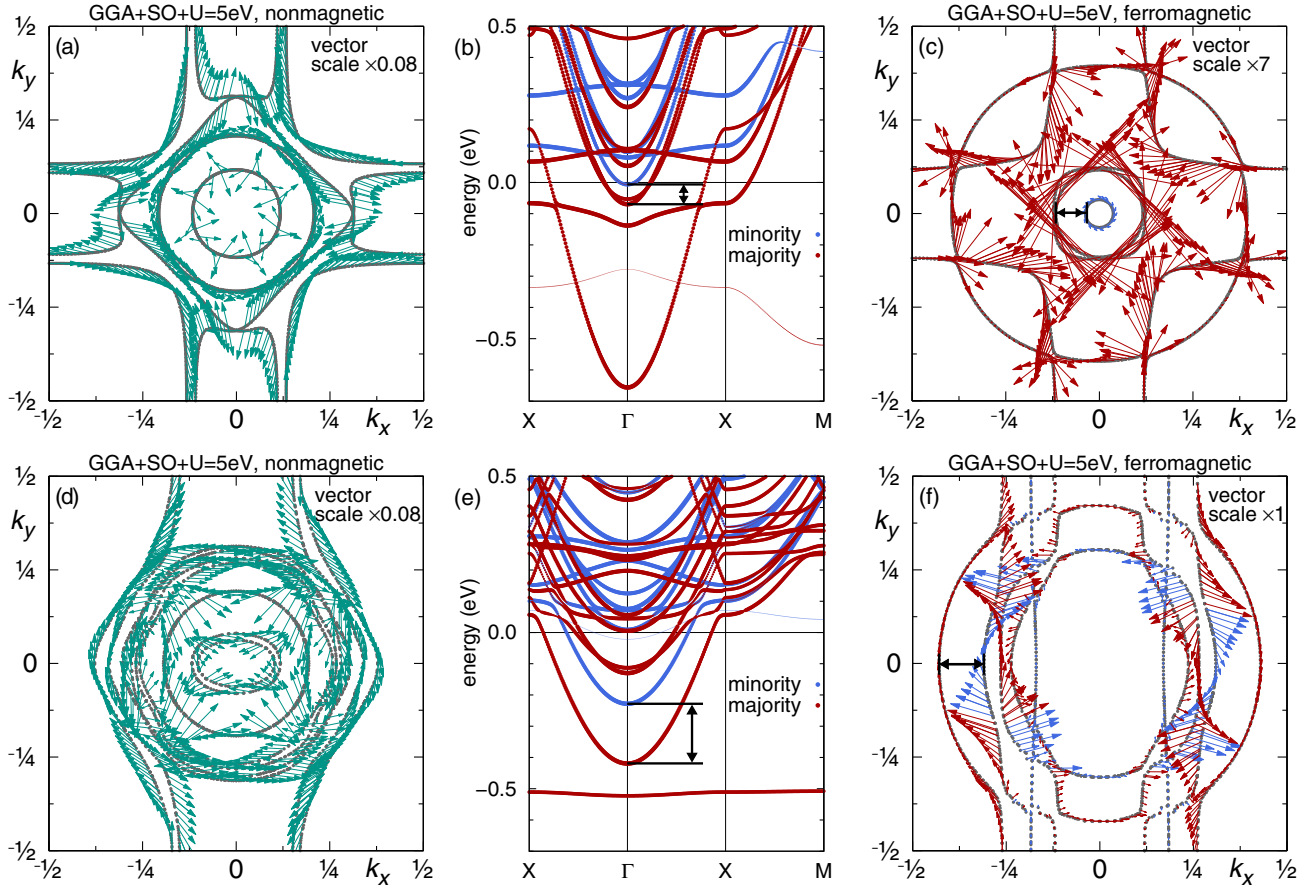 GGA+SO+U=5eV, nonmagnetic
(a)
vector
scale ×0.08
k_y
½
¼
0
-¼
-½
-½ -¼ 0 k_x ¼ ½
(b)
energy (eV)
0.5
0.0
−0.5
minority
majority
X Γ X M
GGA+SO+U=5eV, ferromagnetic
(c)
vector
scale ×7
k_y
½
¼
0
-¼
-½
-½ -¼ 0 k_x ¼ ½
GGA+SO+U=5eV, nonmagnetic
(d)
vector
scale ×0.08
k_y
½
¼
0
-¼
-½
-½ -¼ 0 k_x ¼ ½
(e)
energy (eV)
0.5
0.0
−0.5
minority
majority
X Γ X M
GGA+SO+U=5eV, ferromagnetic
(f)
vector
scale ×1
k_y
½
¼
0
-¼
-½
-½ -¼ 0 k_x ¼ ½